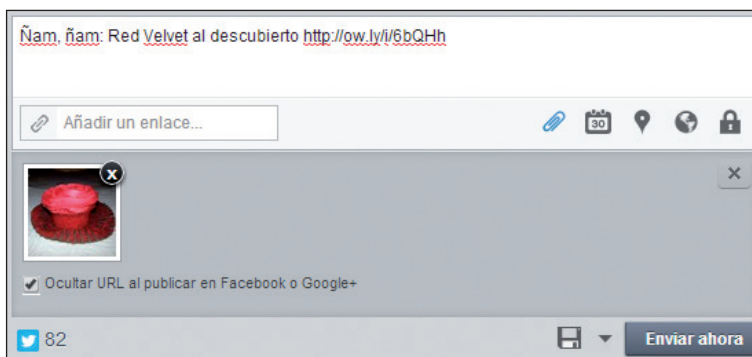 Ñam, ñam: Red Velvet al descubierto http://ow.ly/i/6bQHh
Añadir un enlace...
30
x
Ocultar URL al publicar en Facebook o Google+
82
Enviar ahora